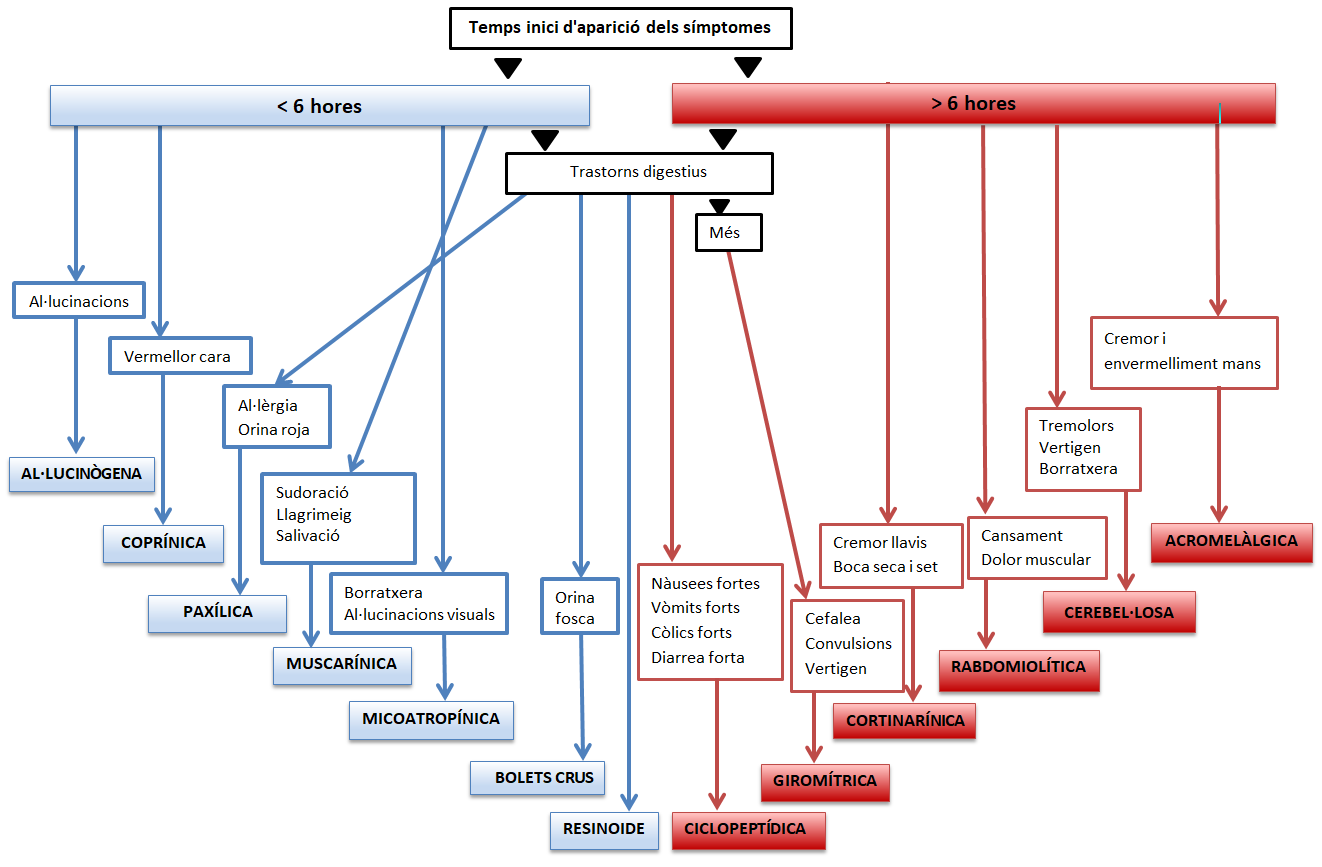 Temps inici d'aparició dels símptomes
< 6 hores
> 6 hores
Trastorns digestius
Més
Al·lucinacions
Vermellor cara
Al·lèrgia
Orina roja
Sudoració
Llagrimeig
Salivació
Borratxera
Al·lucinacions visuals
Orina
fosca
Nàusees fortes
Vòmits forts
Còlics forts
Diarrea forta
Cefalea
Convulsions
Vertigen
Cremor llavis
Boca seca i set
Cansament
Dolor muscular
Tremolors
Vertigen
Borratxera
Cremor i
envermelliment mans
AL·LUCINÒGENA
COPRÍNICA
PAXÍLICA
MUSCARÍNICA
MICOATROPÍNICA
BOLETS CRUS
RESINOIDE
CICLOPEPTÍDICA
GIROMÍTRICA
CORTINARÍNICA
RABDOMIOLÍTICA
CEREBEL·LOSA
ACROMELÀLGICA